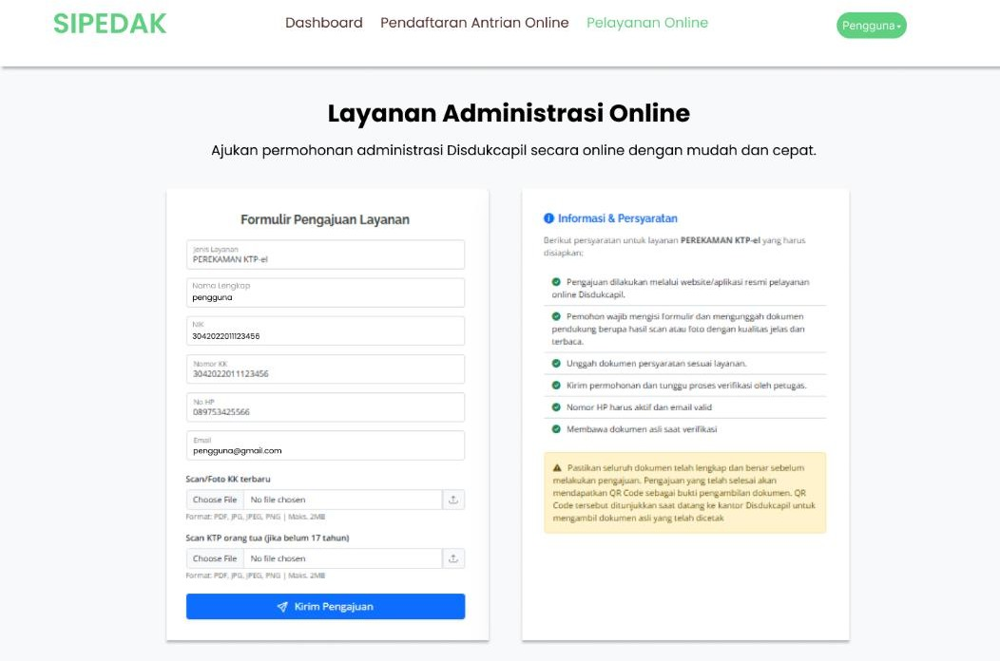 SIPEDAK
Dashboard Pendaftaran Antrian Online Pelayanan Online
Pengguna
Layanan Administrasi Online
Ajukan permohonan administrasi Disdukcapil secara online dengan mudah dan cepat.
Formulir Pengajuan Layanan
Jenis Layanan
PEREKAMAN KTP-el
Nama Lengkap
pengguna
NIK
3042022011123456
Nomor KK
3042022011123456
No HP
089753425566
Email
pengguna@gmail.com
Scan/Foto KK terbaru
Choose File No file chosen
Format: PDF, JPG, JPEG, PNG | Maks. 2MB
Scan KTP orang tua (jika belum 17 tahun)
Choose File No file chosen
Format: PDF, JPG, JPEG, PNG | Maks. 2MB
Kirim Pengajuan
Informasi & Persyaratan
Berikut persyaratan untuk layanan PEREKAMAN KTP-el yang harus
disiapkan:
Pengajuan dilakukan melalui website/aplikasi resmi pelayanan
online Disdukcapil.
Pemohon wajib mengisi formulir dan mengunggah dokumen
pendukung berupa hasil scan atau foto dengan kualitas jelas dan
terbaca.
Unggah dokumen persyaratan sesuai layanan.
Kirim permohonan dan tunggu proses verifikasi oleh petugas.
Nomor HP harus aktif dan email valid
Membawa dokumen asli saat verifikasi
Pastikan seluruh dokumen telah lengkap dan benar sebelum
melakukan pengajuan. Pengajuan yang telah selesai akan
mendapatkan QR Code sebagai bukti pengambilan dokumen. QR
Code tersebut ditunjukkan saat datang ke kantor Disdukcapil untuk
mengambil dokumen asli yang telah dicetak